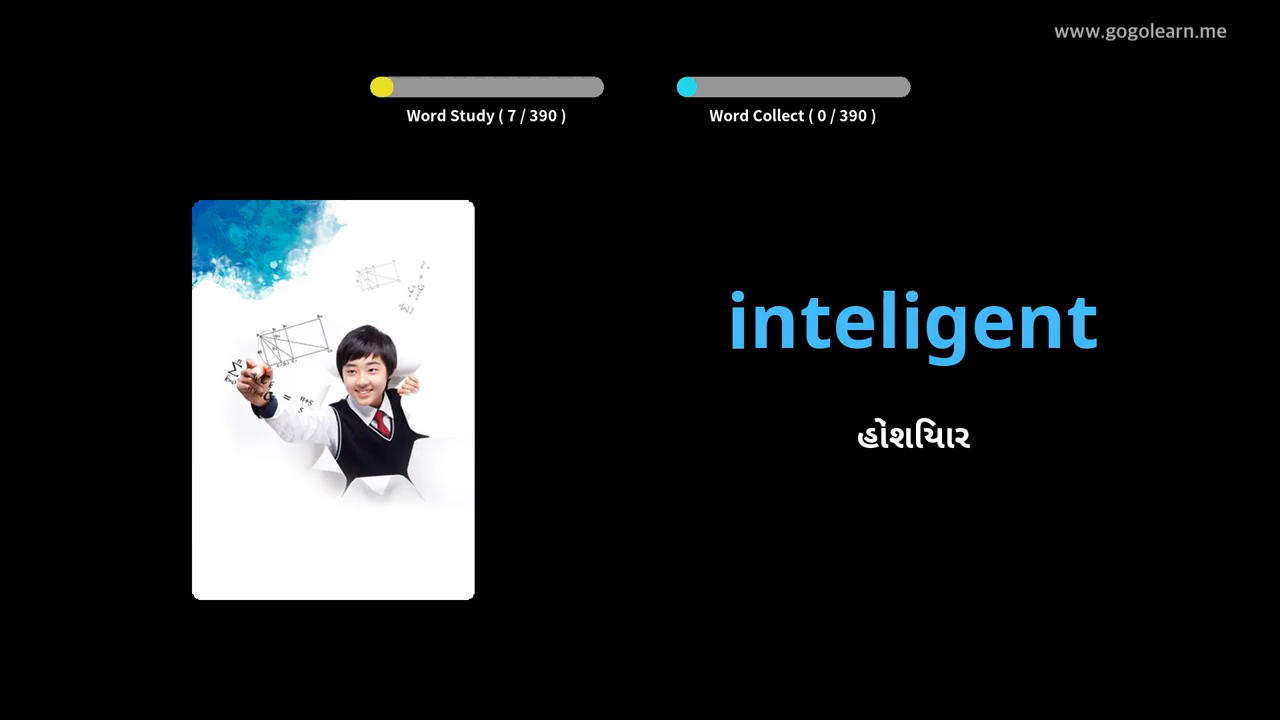 www.gogolearn.me
Word Study ( 7 / 390 )
Word Collect ( 0 / 390 )
inteligent
હોંશિયાર